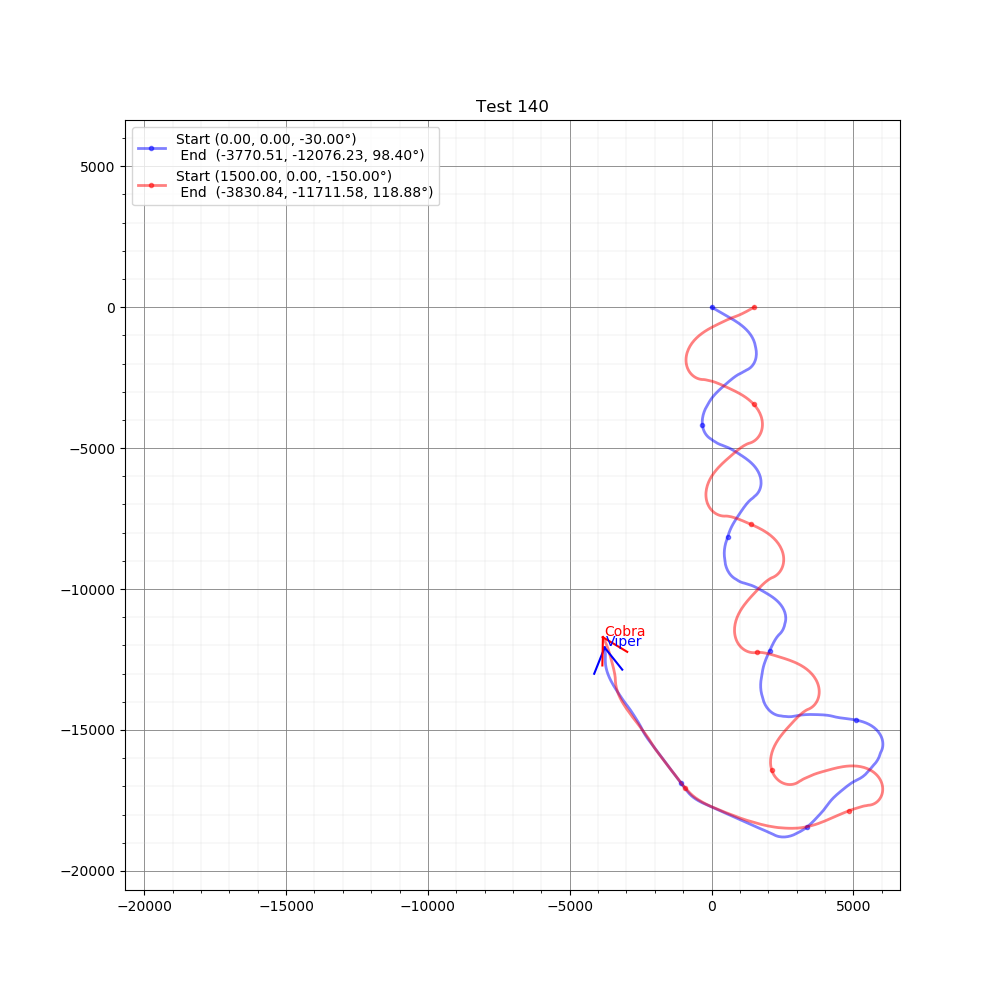 Test 140
Start (0.00, 0.00, -30.00°)
End (-3770.51, -12076.23, 98.40°)
Start (1500.00, 0.00, -150.00°)
End (-3830.84, -11711.58, 118.88°)
5000
0
−5000
−10000
−15000
−20000
Cobra
Viper
−20000 −15000 −10000 −5000 0 5000